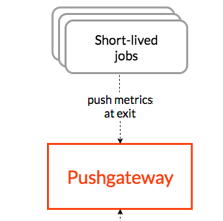 Short-lived
jobs
push metrics
at exit
Pushgateway